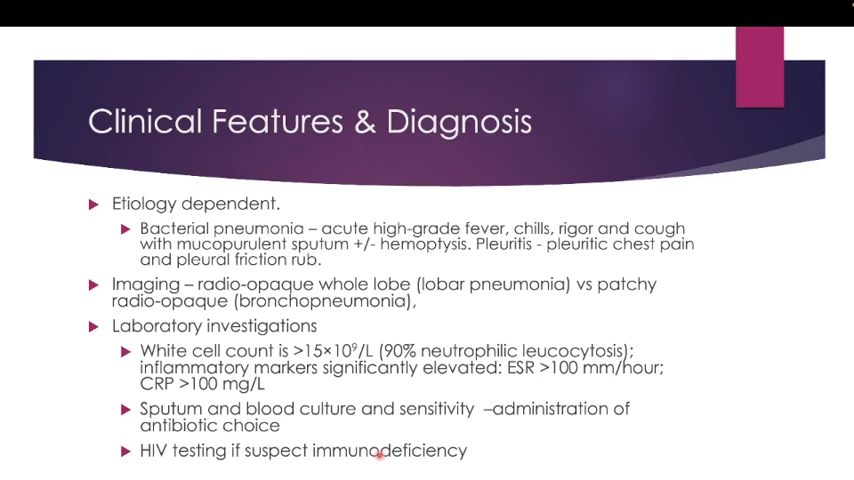 Clinical Features & Diagnosis
Etiology dependent.
Bacterial pneumonia – acute high-grade fever, chills, rigor and cough
with mucopurulent sputum +/- hemoptysis. Pleuritis - pleuritic chest pain
and pleural friction rub.
Imaging – radio-opaque whole lobe (lobar pneumonia) vs patchy
radio-opaque (bronchopneumonia),
Laboratory investigations
White cell count is >15×10⁹/L (90% neutrophilic leucocytosis);
inflammatory markers significantly elevated: ESR >100 mm/hour;
CRP >100 mg/L
Sputum and blood culture and sensitivity –administration of
antibiotic choice
HIV testing if suspect immunodeficiency